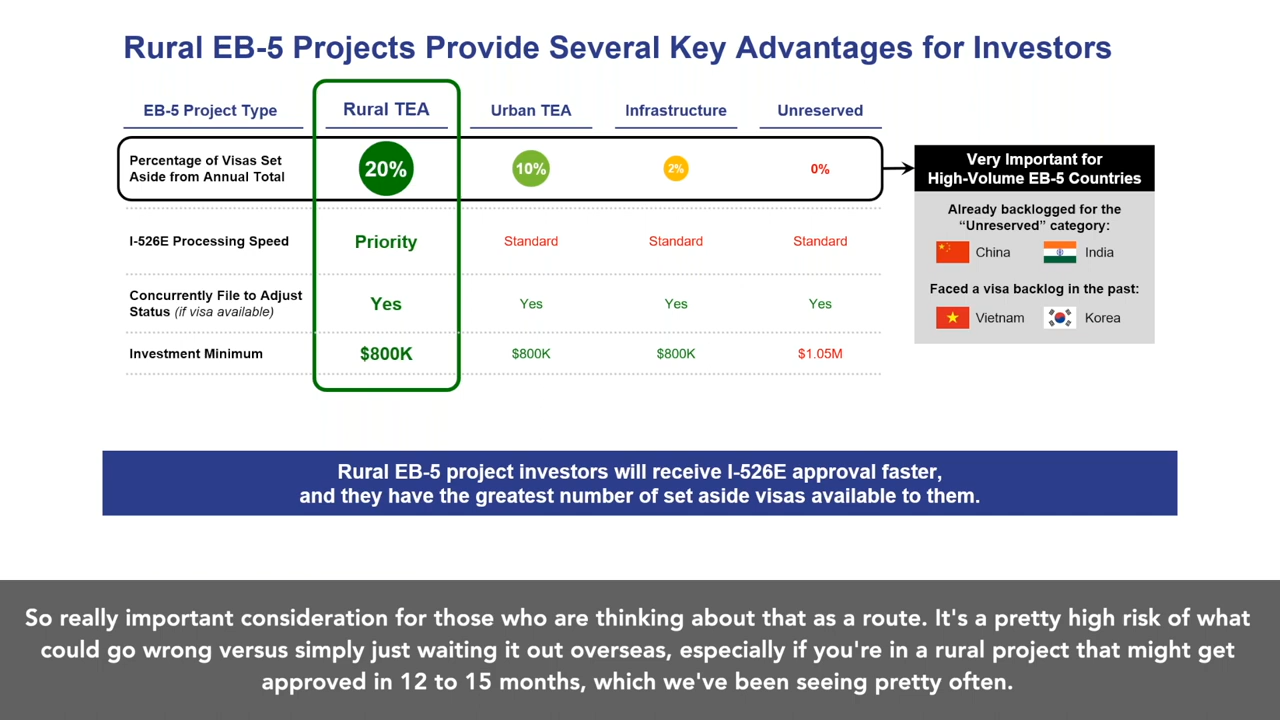 Rural EB-5 Projects Provide Several Key Advantages for Investors
EB-5 Project Type Rural TEA Urban TEA Infrastructure Unreserved
Percentage of Visas Set
Aside from Annual Total
20% 10% 2% 0%
I-526E Processing Speed Priority Standard Standard Standard
Concurrently File to Adjust
Status (if visa available)
Yes Yes Yes Yes
Investment Minimum $800K $800K $800K $1.05M
Very Important for
High-Volume EB-5 Countries
Already backlogged for the
“Unreserved” category:
China India
Faced a visa backlog in the past:
Vietnam Korea
Rural EB-5 project investors will receive I-526E approval faster,
and they have the greatest number of set aside visas available to them.
So really important consideration for those who are thinking about that as a route. It's a pretty high risk of what
could go wrong versus simply just waiting it out overseas, especially if you're in a rural project that might get
approved in 12 to 15 months, which we've been seeing pretty often.